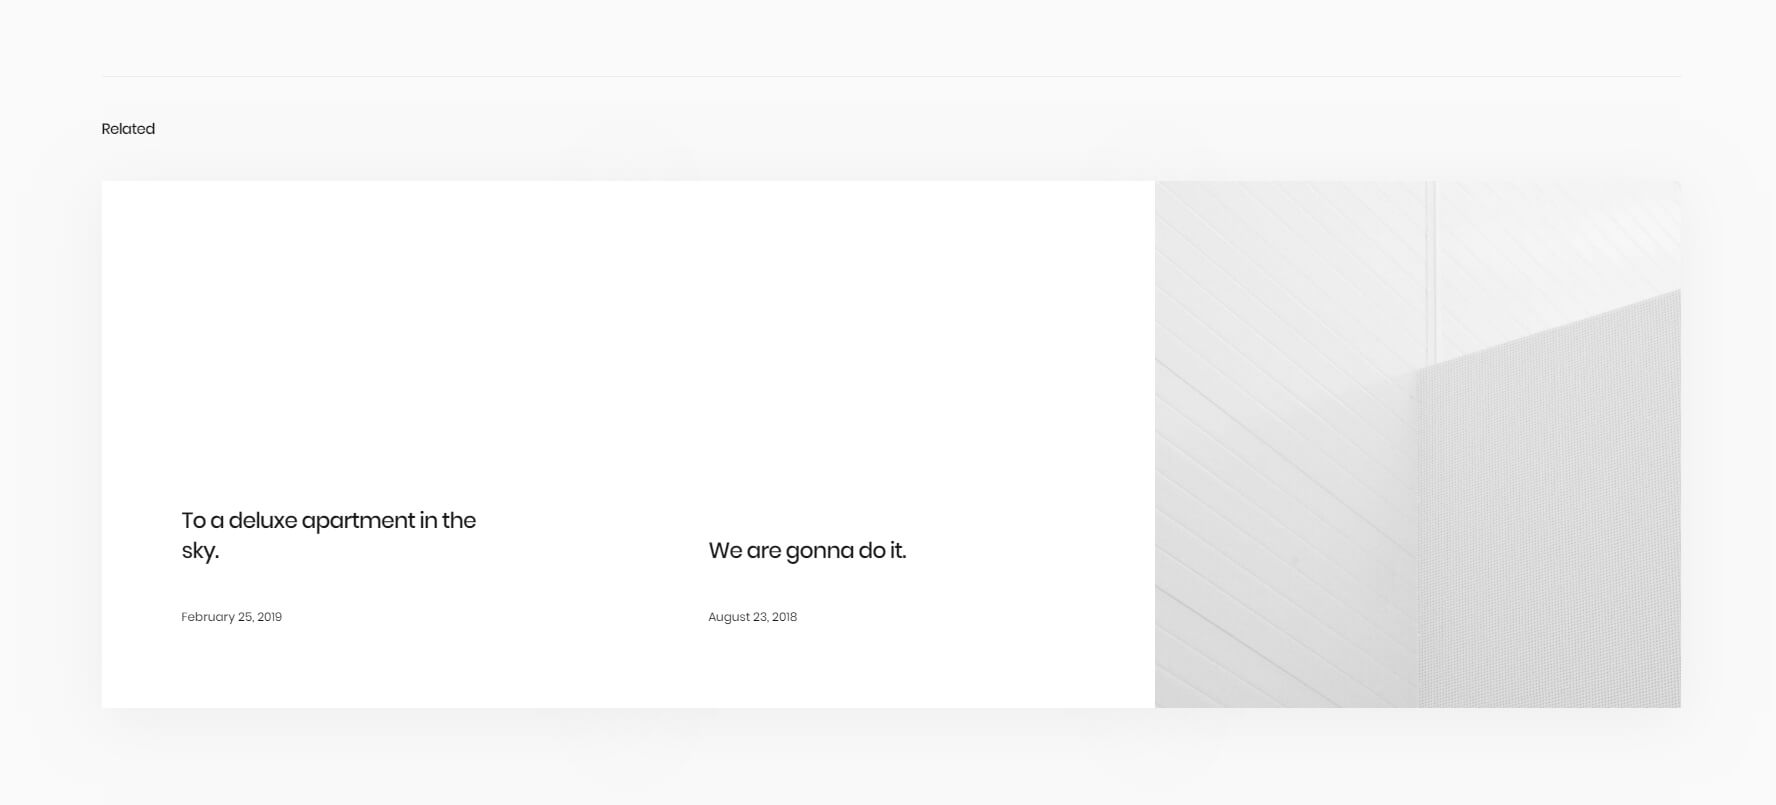 Related
To a deluxe apartment in the
sky.
February 25, 2019
We are gonna do it.
August 23, 2018